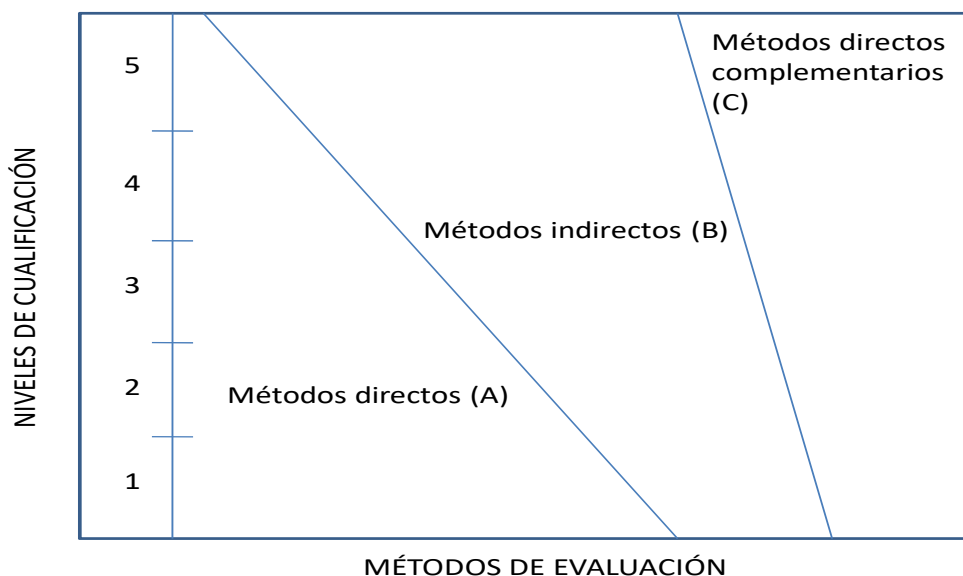 NIVELES DE CUALIFICACIÓN
5
4
3
2
1
Métodos directos
complementarios
(C)
Métodos indirectos (B)
Métodos directos (A)
MÉTODOS DE EVALUACIÓN